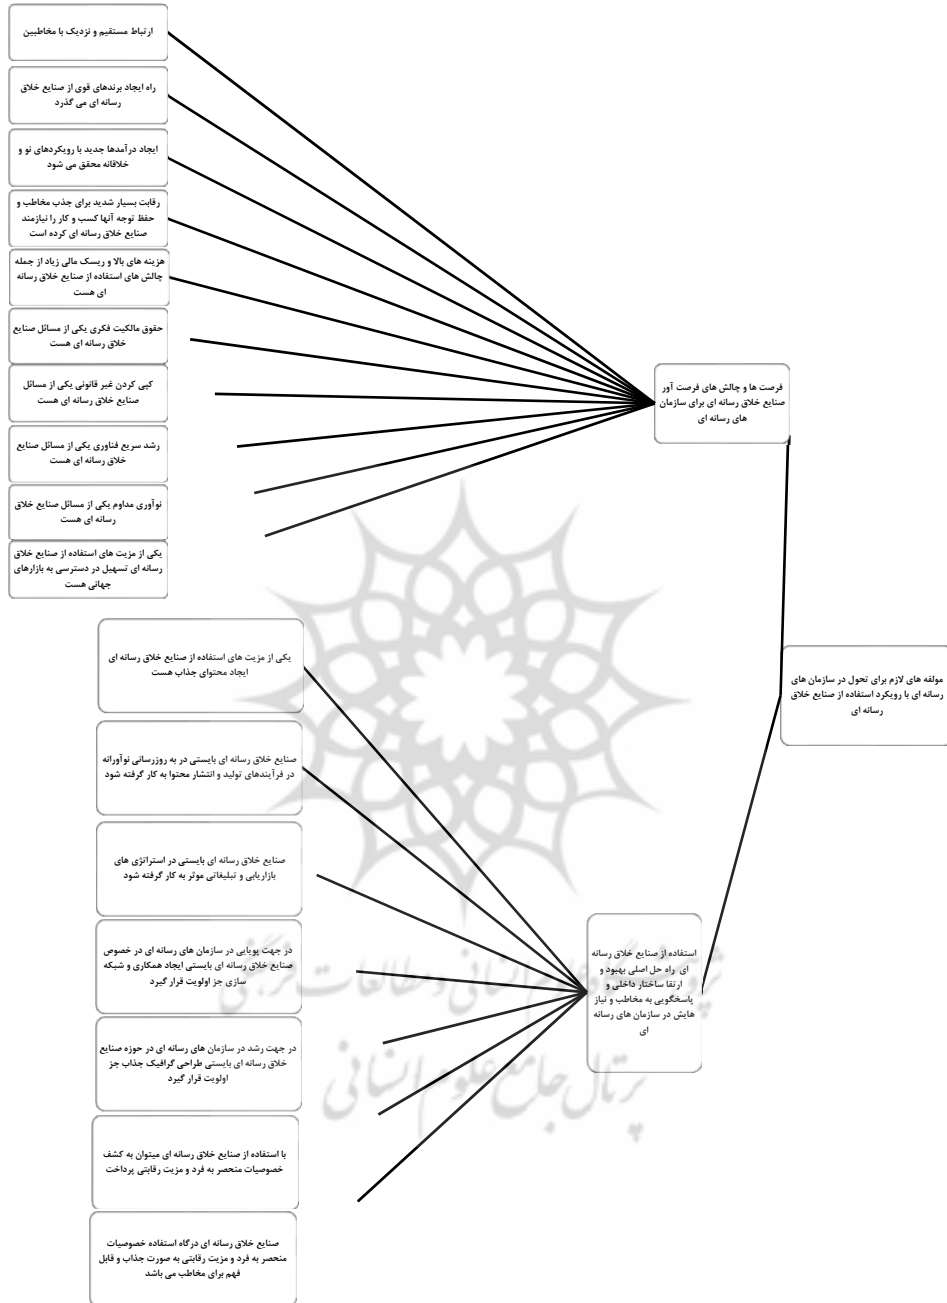 ارتباط مستقیم و نزدیک با مخاطبین
راه ایجاد برندهای قوی از صنایع خلاق
رسانه ای می گذرد
ایجاد درآمدها جدید با رویکردهای نو و
خلاقانه محقق می شود
رقابت بسیار شدید برای جذب مخاطب و
حفظ توجه آنها کسب و کار را نیازمند
صنایع خلاق رسانه ای کرده است
هزینه های بالا و ریسک مالی زیاد از جمله
چالش های استفاده از صنایع خلاق رسانه
ای هست
حقوق مالکیت فکری یکی از مسائل صنایع
خلاق رسانه ای هست
کپی کردن غیر قانونی یکی از مسائل
صنایع خلاق رسانه ای هست
رشد سریع فناوری یکی از مسائل صنایع
خلاق رسانه ای هست
نوآوری مداوم یکی از مسائل صنایع خلاق
رسانه ای هست
یکی از مزیت های استفاده از صنایع خلاق
رسانه ای تسهیل در دسترسی به بازارهای
جهانی هست
فرصت ها و چالش های فرصت آور
صنایع خلاق رسانه ای برای سازمان
های رسانه ای
مولفه های لازم برای تحول در سازمان های
رسانه ای با رویکرد استفاده از صنایع خلاق
رسانه ای
یکی از مزیت های استفاده از صنایع خلاق رسانه ای
ایجاد محتوای جذاب هست
صنایع خلاق رسانه ای بایستی در به روزرسانی نوآورانه
در فرآیندهای تولید و انتشار محتوا به کار گرفته شود
صنایع خلاق رسانه ای بایستی در استراتژی های
بازاریابی و تبلیغاتی موثر به کار گرفته شود
در جهت پویایی در سازمان های رسانه ای در خصوص
صنایع خلاق رسانه ای بایستی ایجاد همکاری و شبکه
سازی جز اولویت قرار گیرد
در جهت رشد در سازمان های رسانه ای در حوزه صنایع
خلاق رسانه ای بایستی طراحی گرافیک جذاب جز
اولویت قرار گیرد
با استفاده از صنایع خلاق رسانه ای میتوان به کشف
خصوصیات منحصر به فرد و مزیت رقابتی پرداخت
صنایع خلاق رسانه ای درگاه استفاده خصوصیات
منحصر به فرد و مزیت رقابتی به صورت جذاب و قابل
فهم برای مخاطب می باشد
استفاده از صنایع خلاق رسانه
ای راه حل اصلی بهبود و
ارتقا ساختار داخلی و
پاسخگویی به مخاطب و نیاز
هایش در سازمان های رسانه
ای
پژوهشگاه علوم انسانی و مطالعات فرهنگی
پرتال جامع علوم انسانی